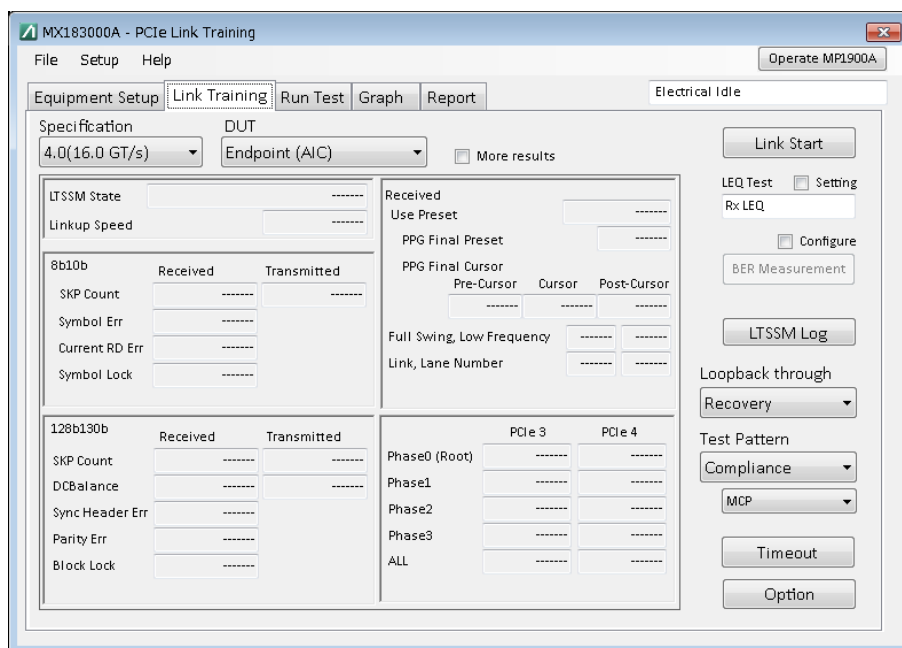 MX183000A - PCIe Link Training
File Setup Help Operate MP1900A
Equipment Setup Link Training Run Test Graph Report Electrical Idle
Specification DUT
4.0(16.0 GT/s) Endpoint (AIC) More results Link Start
LTSSM State -------
Linkup Speed -------
8b10b Received Transmitted
SKP Count ------- -------
Symbol Err -------
Current RD Err -------
Symbol Lock -------
128b130b Received Transmitted
SKP Count ------- -------
DCBalance ------- -------
Sync Header Err -------
Parity Err -------
Block Lock -------
Received
Use Preset -------
PPG Final Preset -------
PPG Final Cursor
Pre-Cursor Cursor Post-Cursor
------- ------- -------
Full Swing, Low Frequency ------- -------
Link, Lane Number ------- -------
PCIe 3 PCIe 4
Phase0 (Root) ------- -------
Phase1 ------- -------
Phase2 ------- -------
Phase3 ------- -------
ALL ------- -------
LEQ Test Setting
Rx LEQ
Configure
BER Measurement
LTSSM Log
Loopback through
Recovery
Test Pattern
Compliance
MCP
Timeout
Option